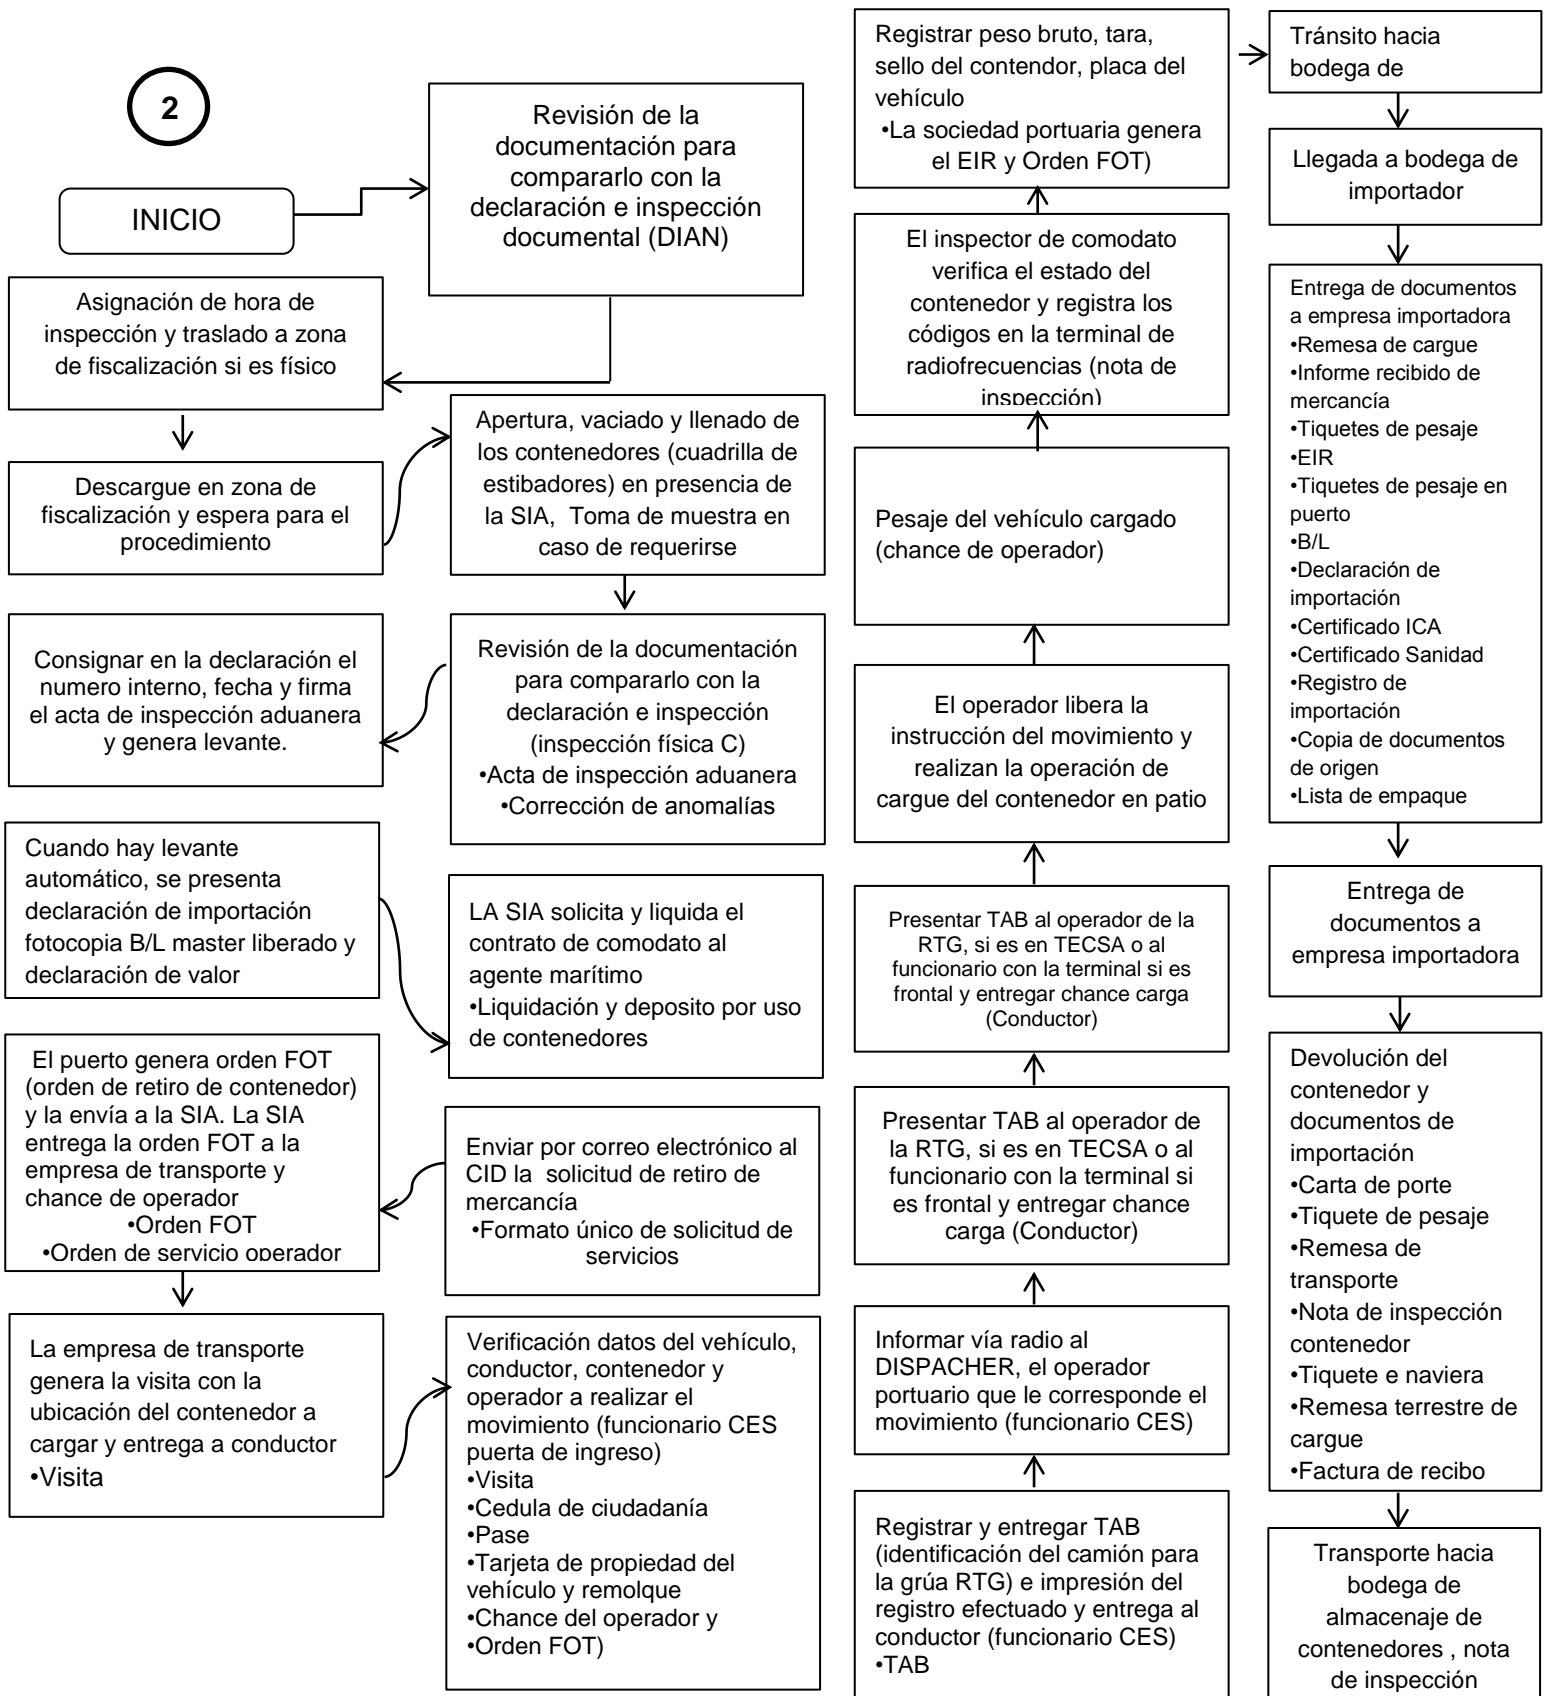 2
INICIO
Revisión de la
documentación para
compararlo con la
declaración e inspección
documental (DIAN)
Asignación de hora de
inspección y traslado a zona
de fiscalización si es físico
Descargue en zona de
fiscalización y espera para el
procedimiento
Apertura, vaciado y llenado de
los contenedores (cuadrilla de
estibadores) en presencia de
la SIA, Toma de muestra en
caso de requerirse
Revisión de la documentación
para compararlo con la
declaración e inspección
(inspección física C)
•Acta de inspección aduanera
•Corrección de anomalías
Consignar en la declaración el
numero interno, fecha y firma
el acta de inspección aduanera
y genera levante.
Cuando hay levante
automático, se presenta
declaración de importación
fotocopia B/L master liberado y
declaración de valor
LA SIA solicita y liquida el
contrato de comodato al
agente marítimo
•Liquidación y deposito por uso
de contenedores
Enviar por correo electrónico al
CID la solicitud de retiro de
mercancía
•Formato único de solicitud de
servicios
El puerto genera orden FOT
(orden de retiro de contenedor)
y la envía a la SIA. La SIA
entrega la orden FOT a la
empresa de transporte y
chance de operador
•Orden FOT
•Orden de servicio operador
La empresa de transporte
genera la visita con la
ubicación del contenedor a
cargar y entrega a conductor
•Visita
Verificación datos del vehículo,
conductor, contenedor y
operador a realizar el
movimiento (funcionario CES
puerta de ingreso)
•Visita
•Cedula de ciudadanía
•Pase
•Tarjeta de propiedad del
vehículo y remolque
•Chance del operador y
•Orden FOT)
Registrar peso bruto, tara,
sello del contendor, placa del
vehículo
•La sociedad portuaria genera
el EIR y Orden FOT)
El inspector de comodato
verifica el estado del
contenedor y registra los
códigos en la terminal de
radiofrecuencias (nota de
inspección)
Pesaje del vehículo cargado
(chance de operador)
El operador libera la
instrucción del movimiento y
realizan la operación de
cargue del contenedor en patio
Presentar TAB al operador de la
RTG, si es en TECSA o al
funcionario con la terminal si es
frontal y entregar chance carga
(Conductor)
Presentar TAB al operador de
la RTG, si es en TECSA o al
funcionario con la terminal si
es frontal y entregar chance
carga (Conductor)
Informar vía radio al
DISPACHER, el operador
portuario que le corresponde el
movimiento (funcionario CES)
Registrar y entregar TAB
(identificación del camión para
la grúa RTG) e impresión del
registro efectuado y entrega al
conductor (funcionario CES)
•TAB
Tránsito hacia
bodega de
Llegada a bodega de
importador
Entrega de documentos
a empresa importadora
•Remesa de cargue
•Informe recibido de
mercancía
•Tiquetes de pesaje
•EIR
•Tiquetes de pesaje en
puerto
•B/L
•Declaración de
importación
•Certificado ICA
•Certificado Sanidad
•Registro de
importación
•Copia de documentos
de origen
•Lista de empaque
Entrega de
documentos a
empresa importadora
Devolución del
contenedor y
documentos de
importación
•Carta de porte
•Tiquete de pesaje
•Remesa de
transporte
•Nota de inspección
contenedor
•Tiquete e naviera
•Remesa terrestre de
cargue
•Factura de recibo
Transporte hacia
bodega de
almacenaje de
contenedores , nota
de inspección